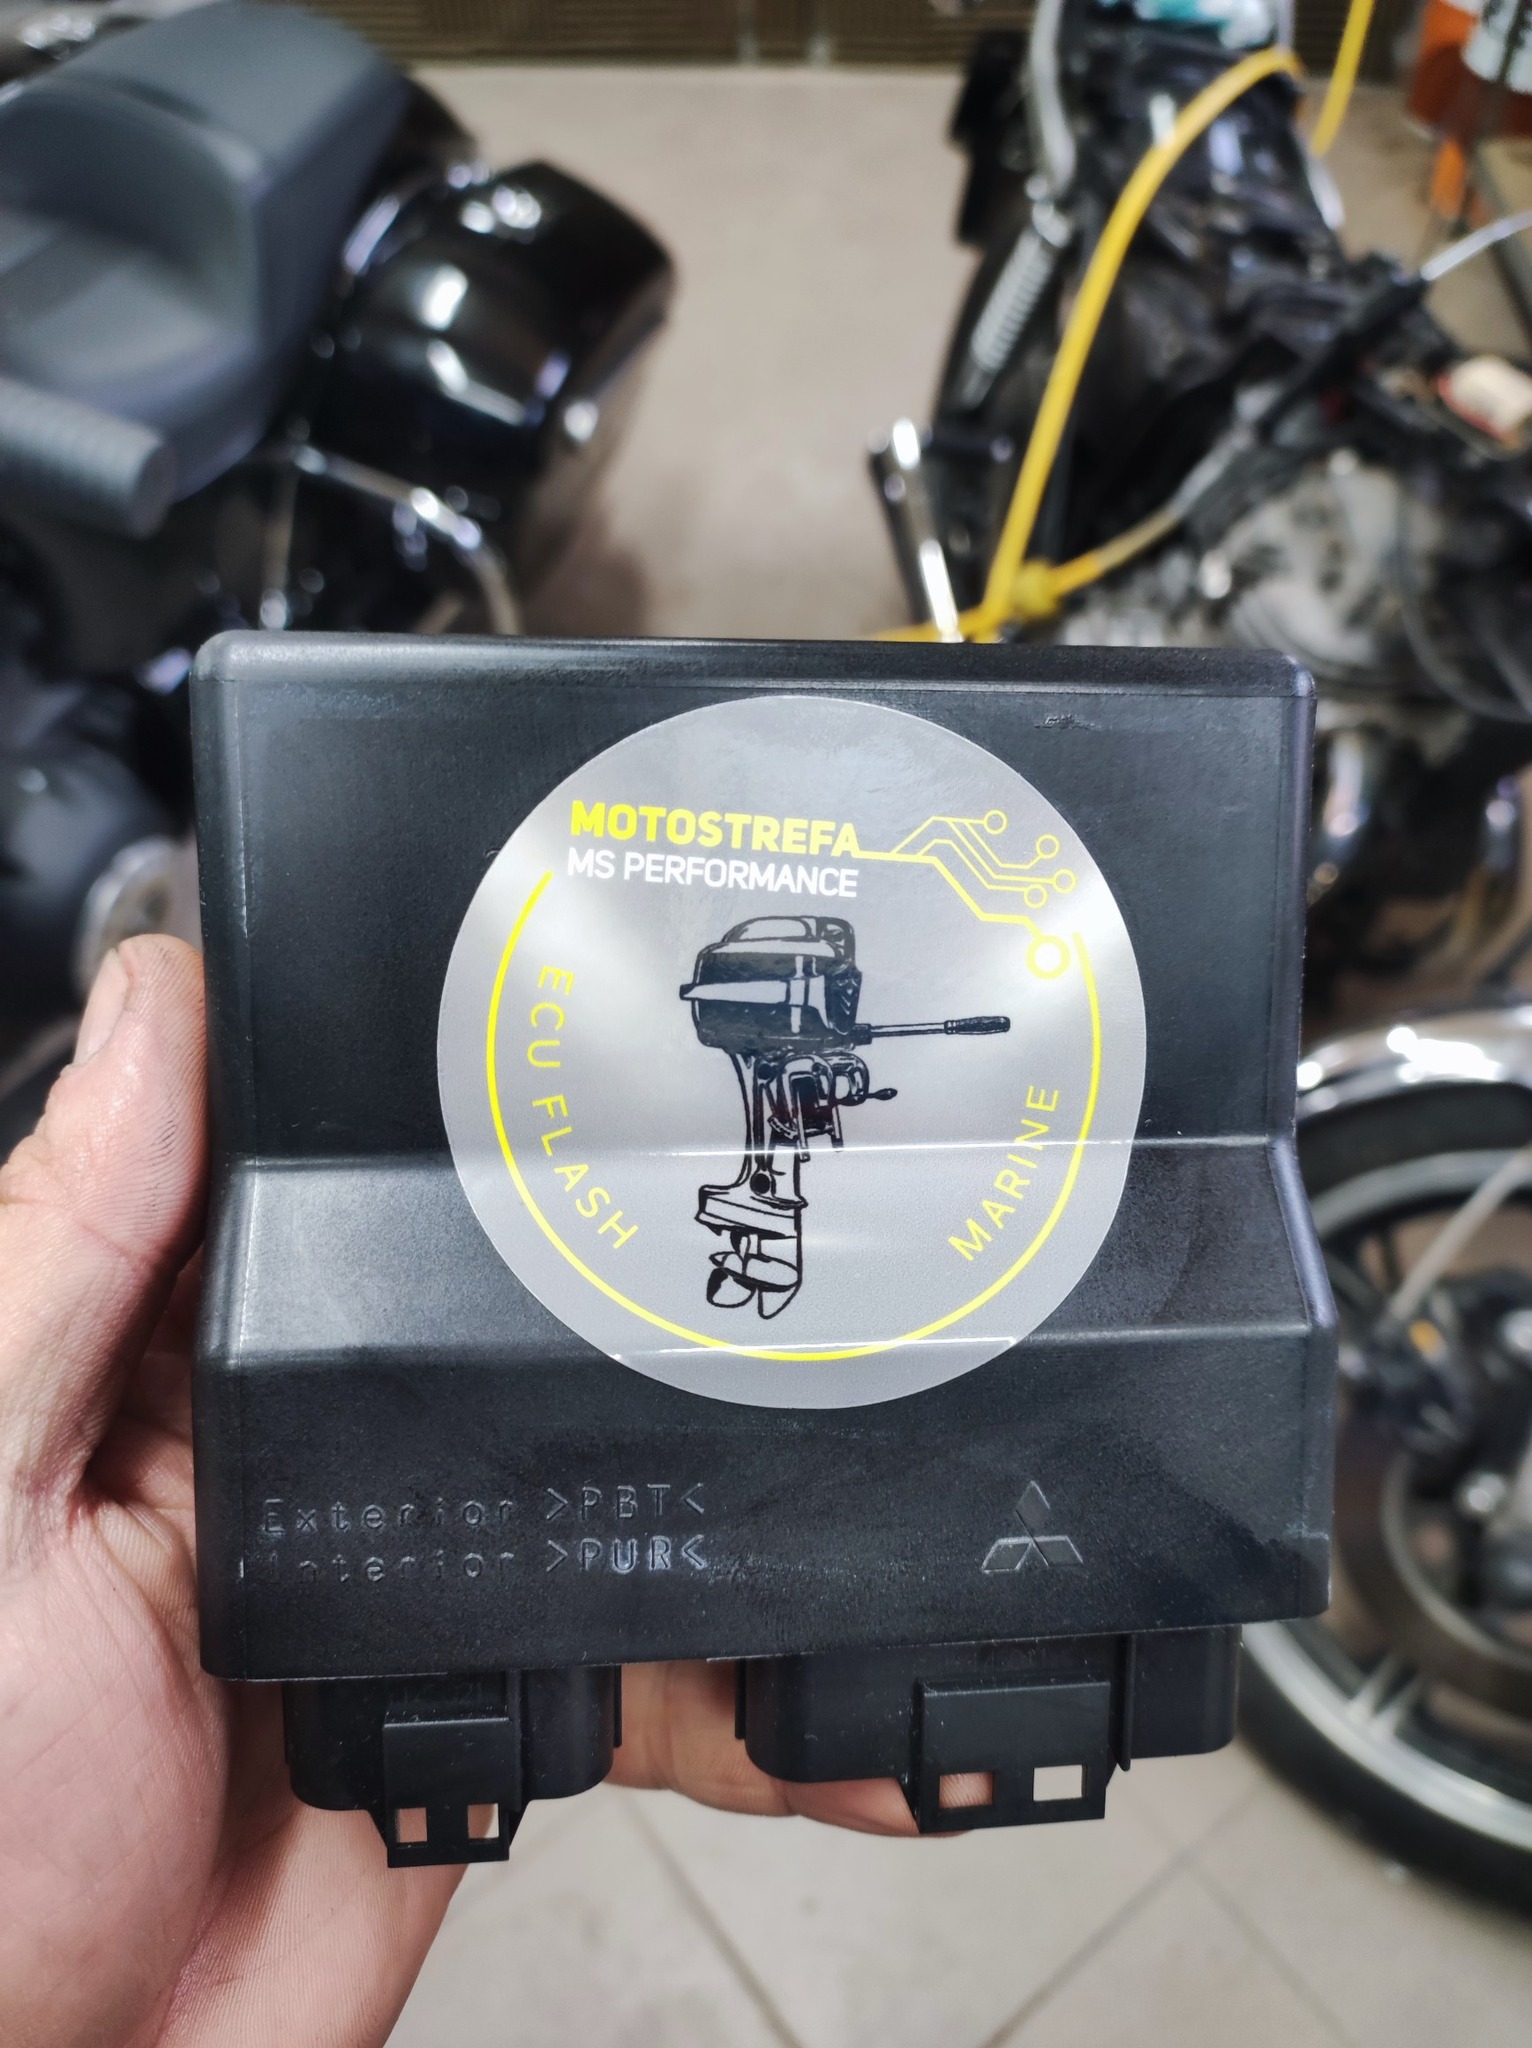 MOTOSTREFA
MS PERFORMANCE
ECU FLASH
MARINE
Exterior >PBT<
Interior >PUR<